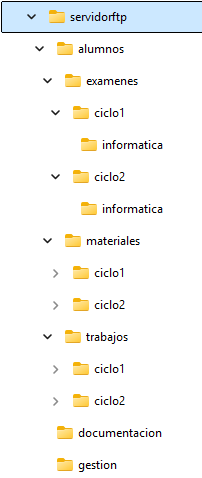 servidorftp
alumnos
examenes
ciclo1
informatica
ciclo2
informatica
materiales
ciclo1
ciclo2
trabajos
ciclo1
ciclo2
documentacion
gestion